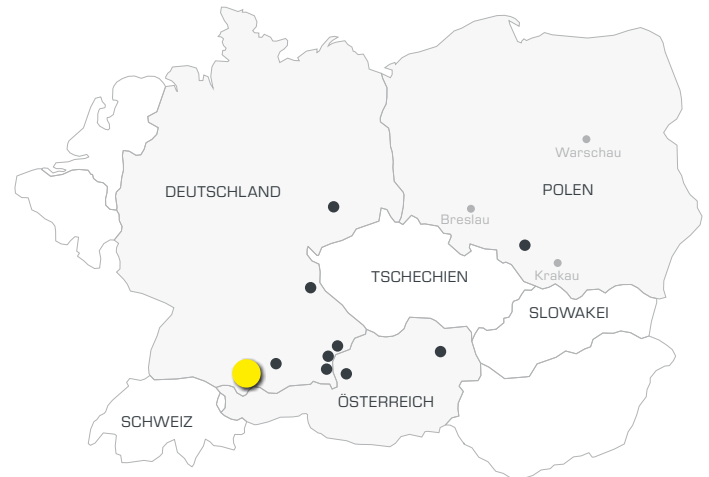 Warschau
DEUTSCHLAND
POLEN
Breslau
TSCHECHIEN
Krakau
SLOWAKEI
ÖSTERREICH
SCHWEIZ